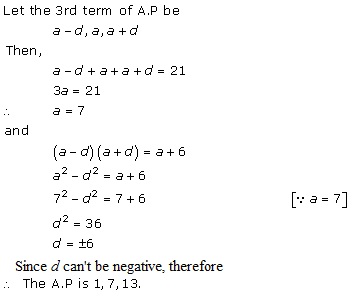 Let the 3rd term of A.P be
a – d, a, a + d
Then,
a – d + a + a + d = 21
3a = 21
∴ a = 7
and
(a – d) (a + d) = a + 6
a² – d² = a + 6
7² – d² = 7 + 6 [∵ a = 7]
d² = 36
d = ±6
Since d can't be negative, therefore
∴ The A.P is 1, 7, 13.